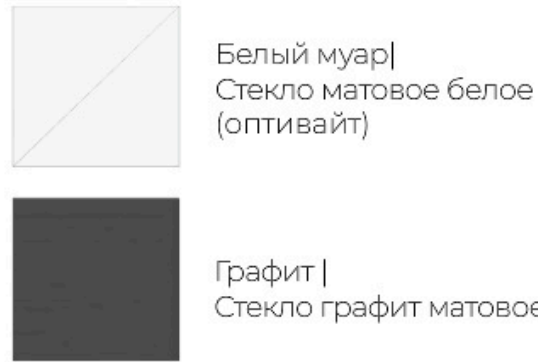 Белый муар|
Стекло матовое белое
(оптивайт)
Графит |
Стекло графит матовое